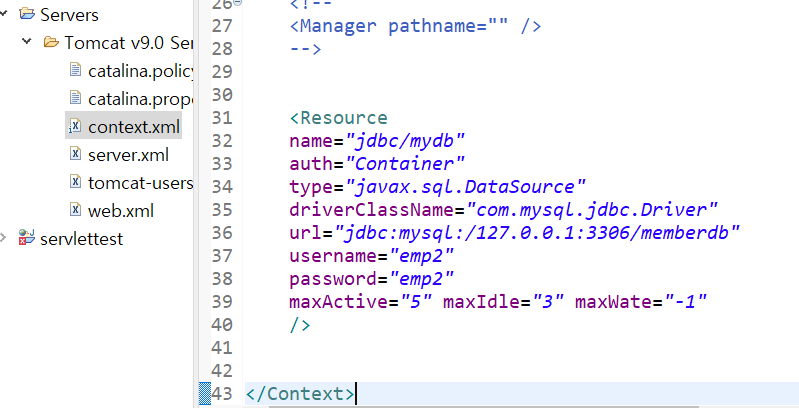 Servers
Tomcat v9.0 Ser
catalina.policy
catalina.prope
context.xml
server.xml
tomcat-users
web.xml
servlettest
26 <!--
27 <Manager pathname="" />
28 -->
29
30
31 <Resource
32 name="jdbc/mydb"
33 auth="Container"
34 type="javax.sql.DataSource"
35 driverClassName="com.mysql.jdbc.Driver"
36 url="jdbc:mysql:/127.0.0.1:3306/memberdb"
37 username="emp2"
38 password="emp2"
39 maxActive="5" maxIdle="3" maxWate="-1"
40 />
41
42
43 </Context>